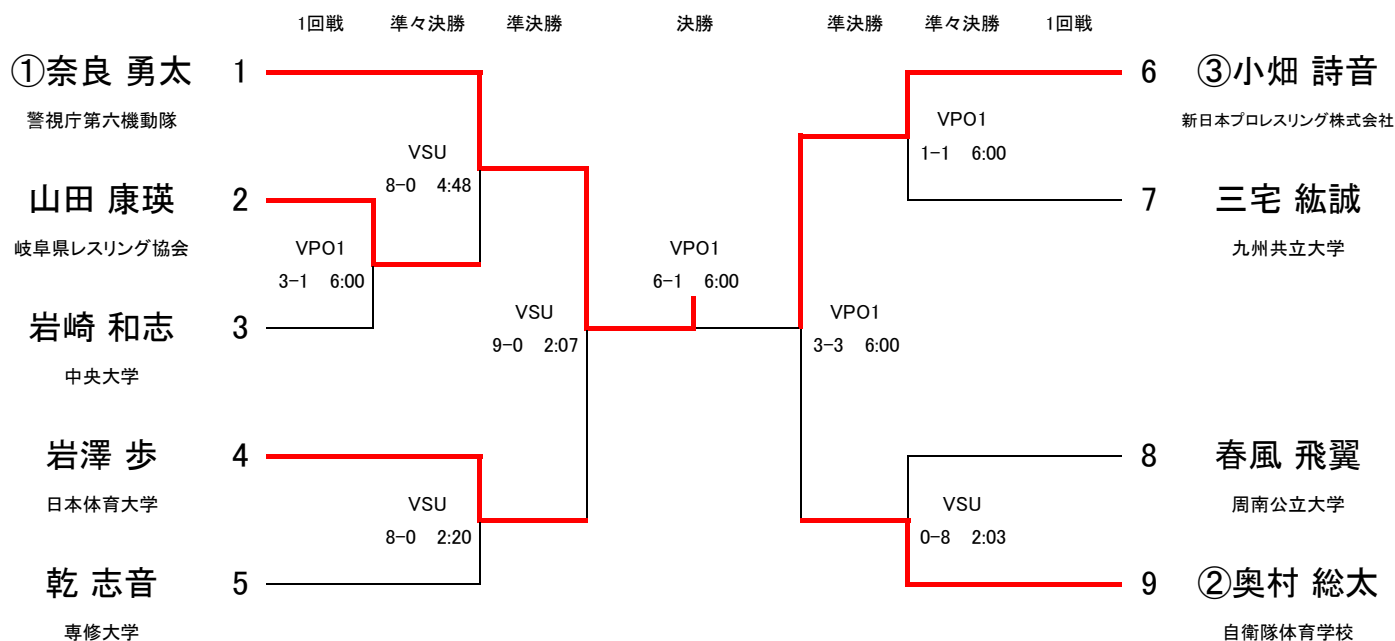 1回戦 準々決勝 準決勝 決勝 準決勝 準々決勝 1回戦
①奈良 勇太 1
警視庁第六機動隊
山田 康瑛 2
岐阜県レスリング協会
岩崎 和志 3
中央大学
岩澤 歩 4
日本体育大学
乾 志音 5
専修大学
VPO1
3-1 6:00
VSU
8-0 4:48
VSU
8-0 2:20
VSU
9-0 2:07
VPO1
6-1 6:00
VPO1
3-3 6:00
VPO1
1-1 6:00
VSU
0-8 2:03
6 ③小畑 詩音
新日本プロレスリング株式会社
7 三宅 紘誠
九州共立大学
8 春風 飛翼
周南公立大学
9 ②奥村 総太
自衛隊体育学校